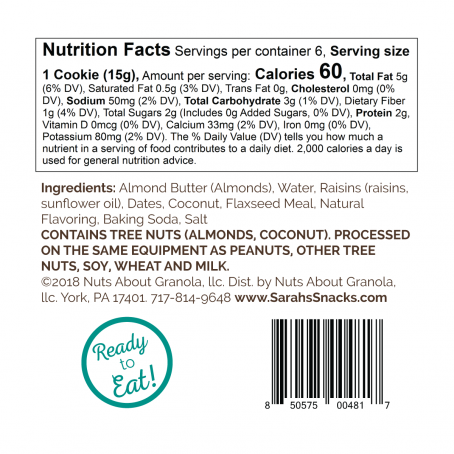 Nutrition Facts Servings per container 6, Serving size
1 Cookie (15g), Amount per serving: Calories 60, Total Fat 5g
(6% DV), Saturated Fat 0.5g (3% DV), Trans Fat 0g, Cholesterol 0mg (0%
DV), Sodium 50mg (2% DV), Total Carbohydrate 3g (1% DV), Dietary Fiber
1g (4% DV), Total Sugars 2g (Includes 0g Added Sugars, 0% DV), Protein 2g,
Vitamin D 0mcg (0% DV), Calcium 33mg (2% DV), Iron 0mg (0% DV),
Potassium 80mg (2% DV). The % Daily Value (DV) tells you how much a
nutrient in a serving of food contributes to a daily diet. 2,000 calories a day is
used for general nutrition advice.
Ingredients: Almond Butter (Almonds), Water, Raisins (raisins,
sunflower oil), Dates, Coconut, Flaxseed Meal, Natural
Flavoring, Baking Soda, Salt
CONTAINS TREE NUTS (ALMONDS, COCONUT). PROCESSED
ON THE SAME EQUIPMENT AS PEANUTS, OTHER TREE
NUTS, SOY, WHEAT AND MILK.
©2018 Nuts About Granola, llc. Dist. by Nuts About Granola,
llc. York, PA 17401. 717-814-9648 www.SarahsSnacks.com
Ready
to
Eat!
8 50575 00481 7